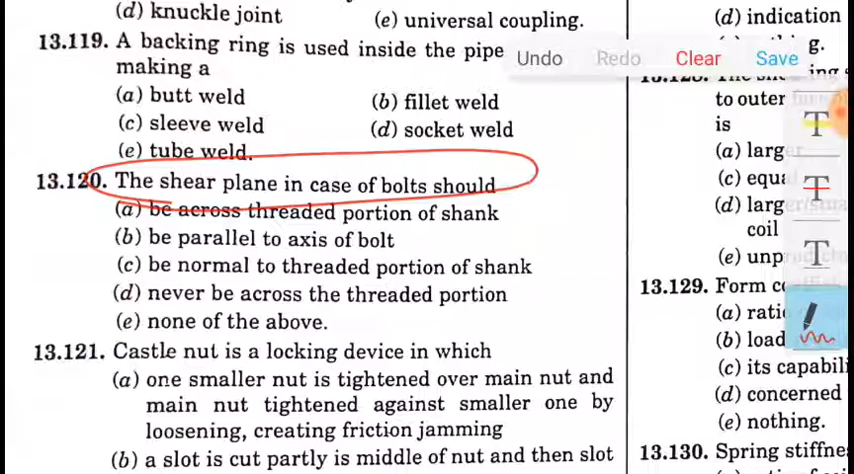 (d) knuckle joint
(e) universal coupling.
13.119. A backing ring is used inside the pipe
making a
(a) butt weld
(b) fillet weld
(c) sleeve weld
(d) socket weld
(e) tube weld.
13.120. The shear plane in case of bolts should
(a) be across threaded portion of shank
(b) be parallel to axis of bolt
(c) be normal to threaded portion of shank
(d) never be across the threaded portion
(e) none of the above.
13.121. Castle nut is a locking device in which
(a) one smaller nut is tightened over main nut and
main nut tightened against smaller one by
loosening, creating friction jamming
(b) a slot is cut partly is middle of nut and then slot
Undo Redo Clear Save
(d) indication
g.
to outer
is
(a) large
(c) equa
(d) larg
coil
(e) unp
13.129. Form c
(a) ratio
(b) load
(c) its capabili
(d) concerned
(e) nothing.
13.130. Spring stiffne
T
T
T